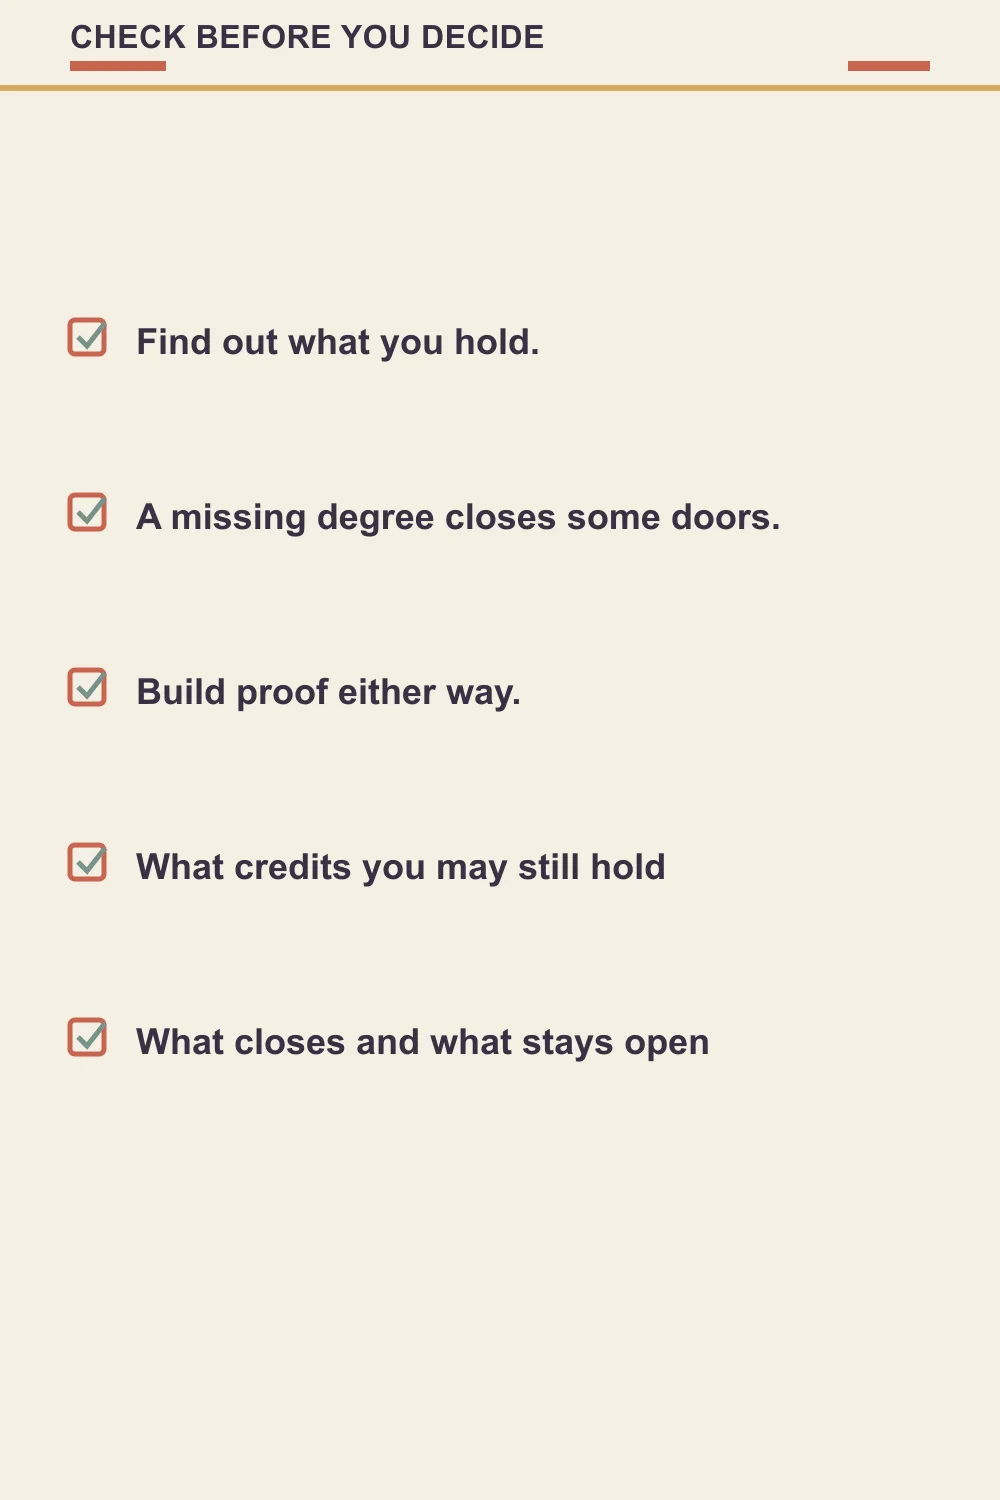 CHECK BEFORE YOU DECIDE
Find out what you hold.
A missing degree closes some doors.
Build proof either way.
What credits you may still hold
What closes and what stays open